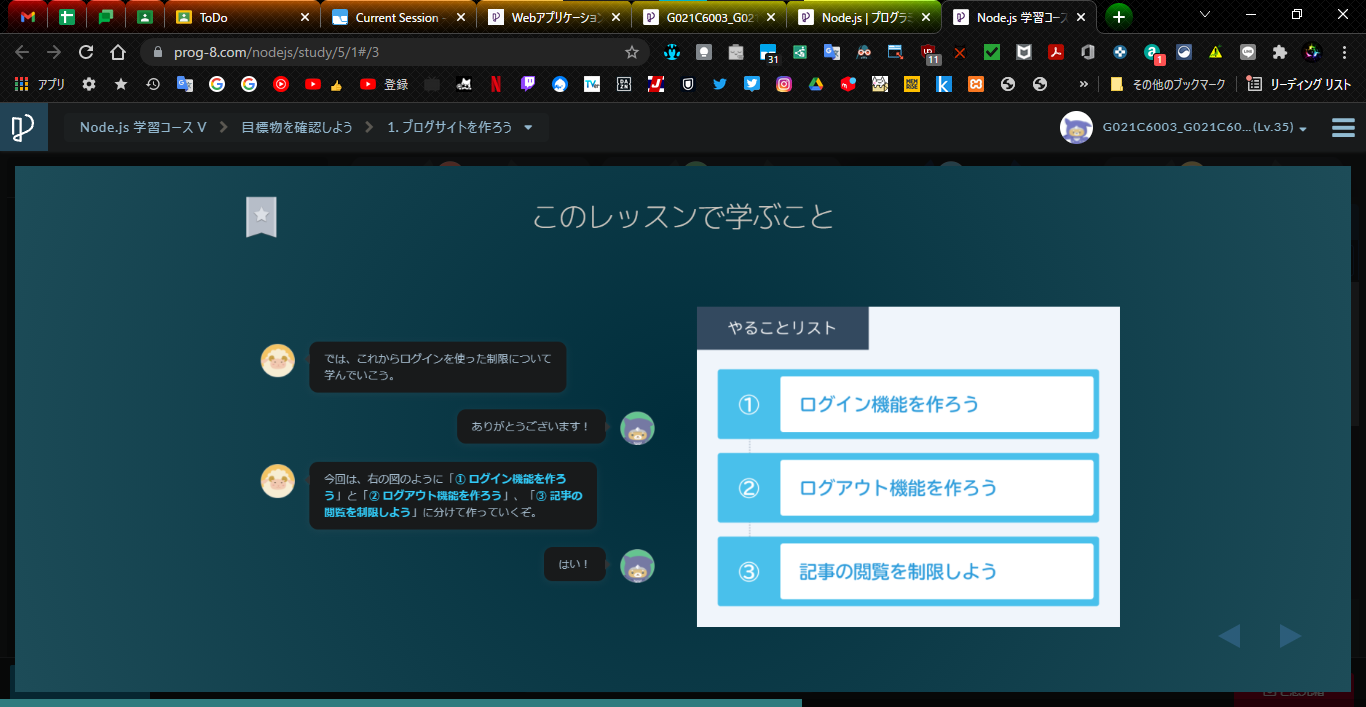 ToDo
Current Session -
Webアプリケーション
G021C6003_G021
Node.js | プログラミ
Node.js 学習コース
prog-8.com/nodejs/study/5/1#/3
31
11
1
アプリ
登録
その他のブックマーク
リーディング リスト
Node.js 学習コース V
目標物を確認しよう
1. ブログサイトを作ろう
G021C6003_G021C60...(Lv.35)
このレッスンで学ぶこと
では、これからログインを使った制限について
学んでいこう。
ありがとうございます！
今回は、右の図のように「① ログイン機能を作ろ
う」と「② ログアウト機能を作ろう」、「③ 記事の
閲覧を制限しよう」に分けて作っていくぞ。
はい！
やることリスト
① ログイン機能を作ろう
② ログアウト機能を作ろう
③ 記事の閲覧を制限しよう